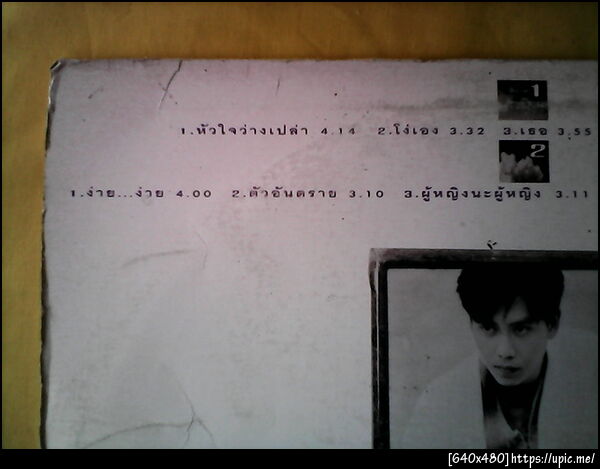 1
1.หัวใจว่างเปล่า 4.14 2.โง่เอง 3.32 3.เธอ 3.55
2
1.ง่าย...ง่าย 4.00 2.ตัวอันตราย 3.10 3.ผู้หญิงนะผู้หญิง 3.11
[640x480]https://upic.me/